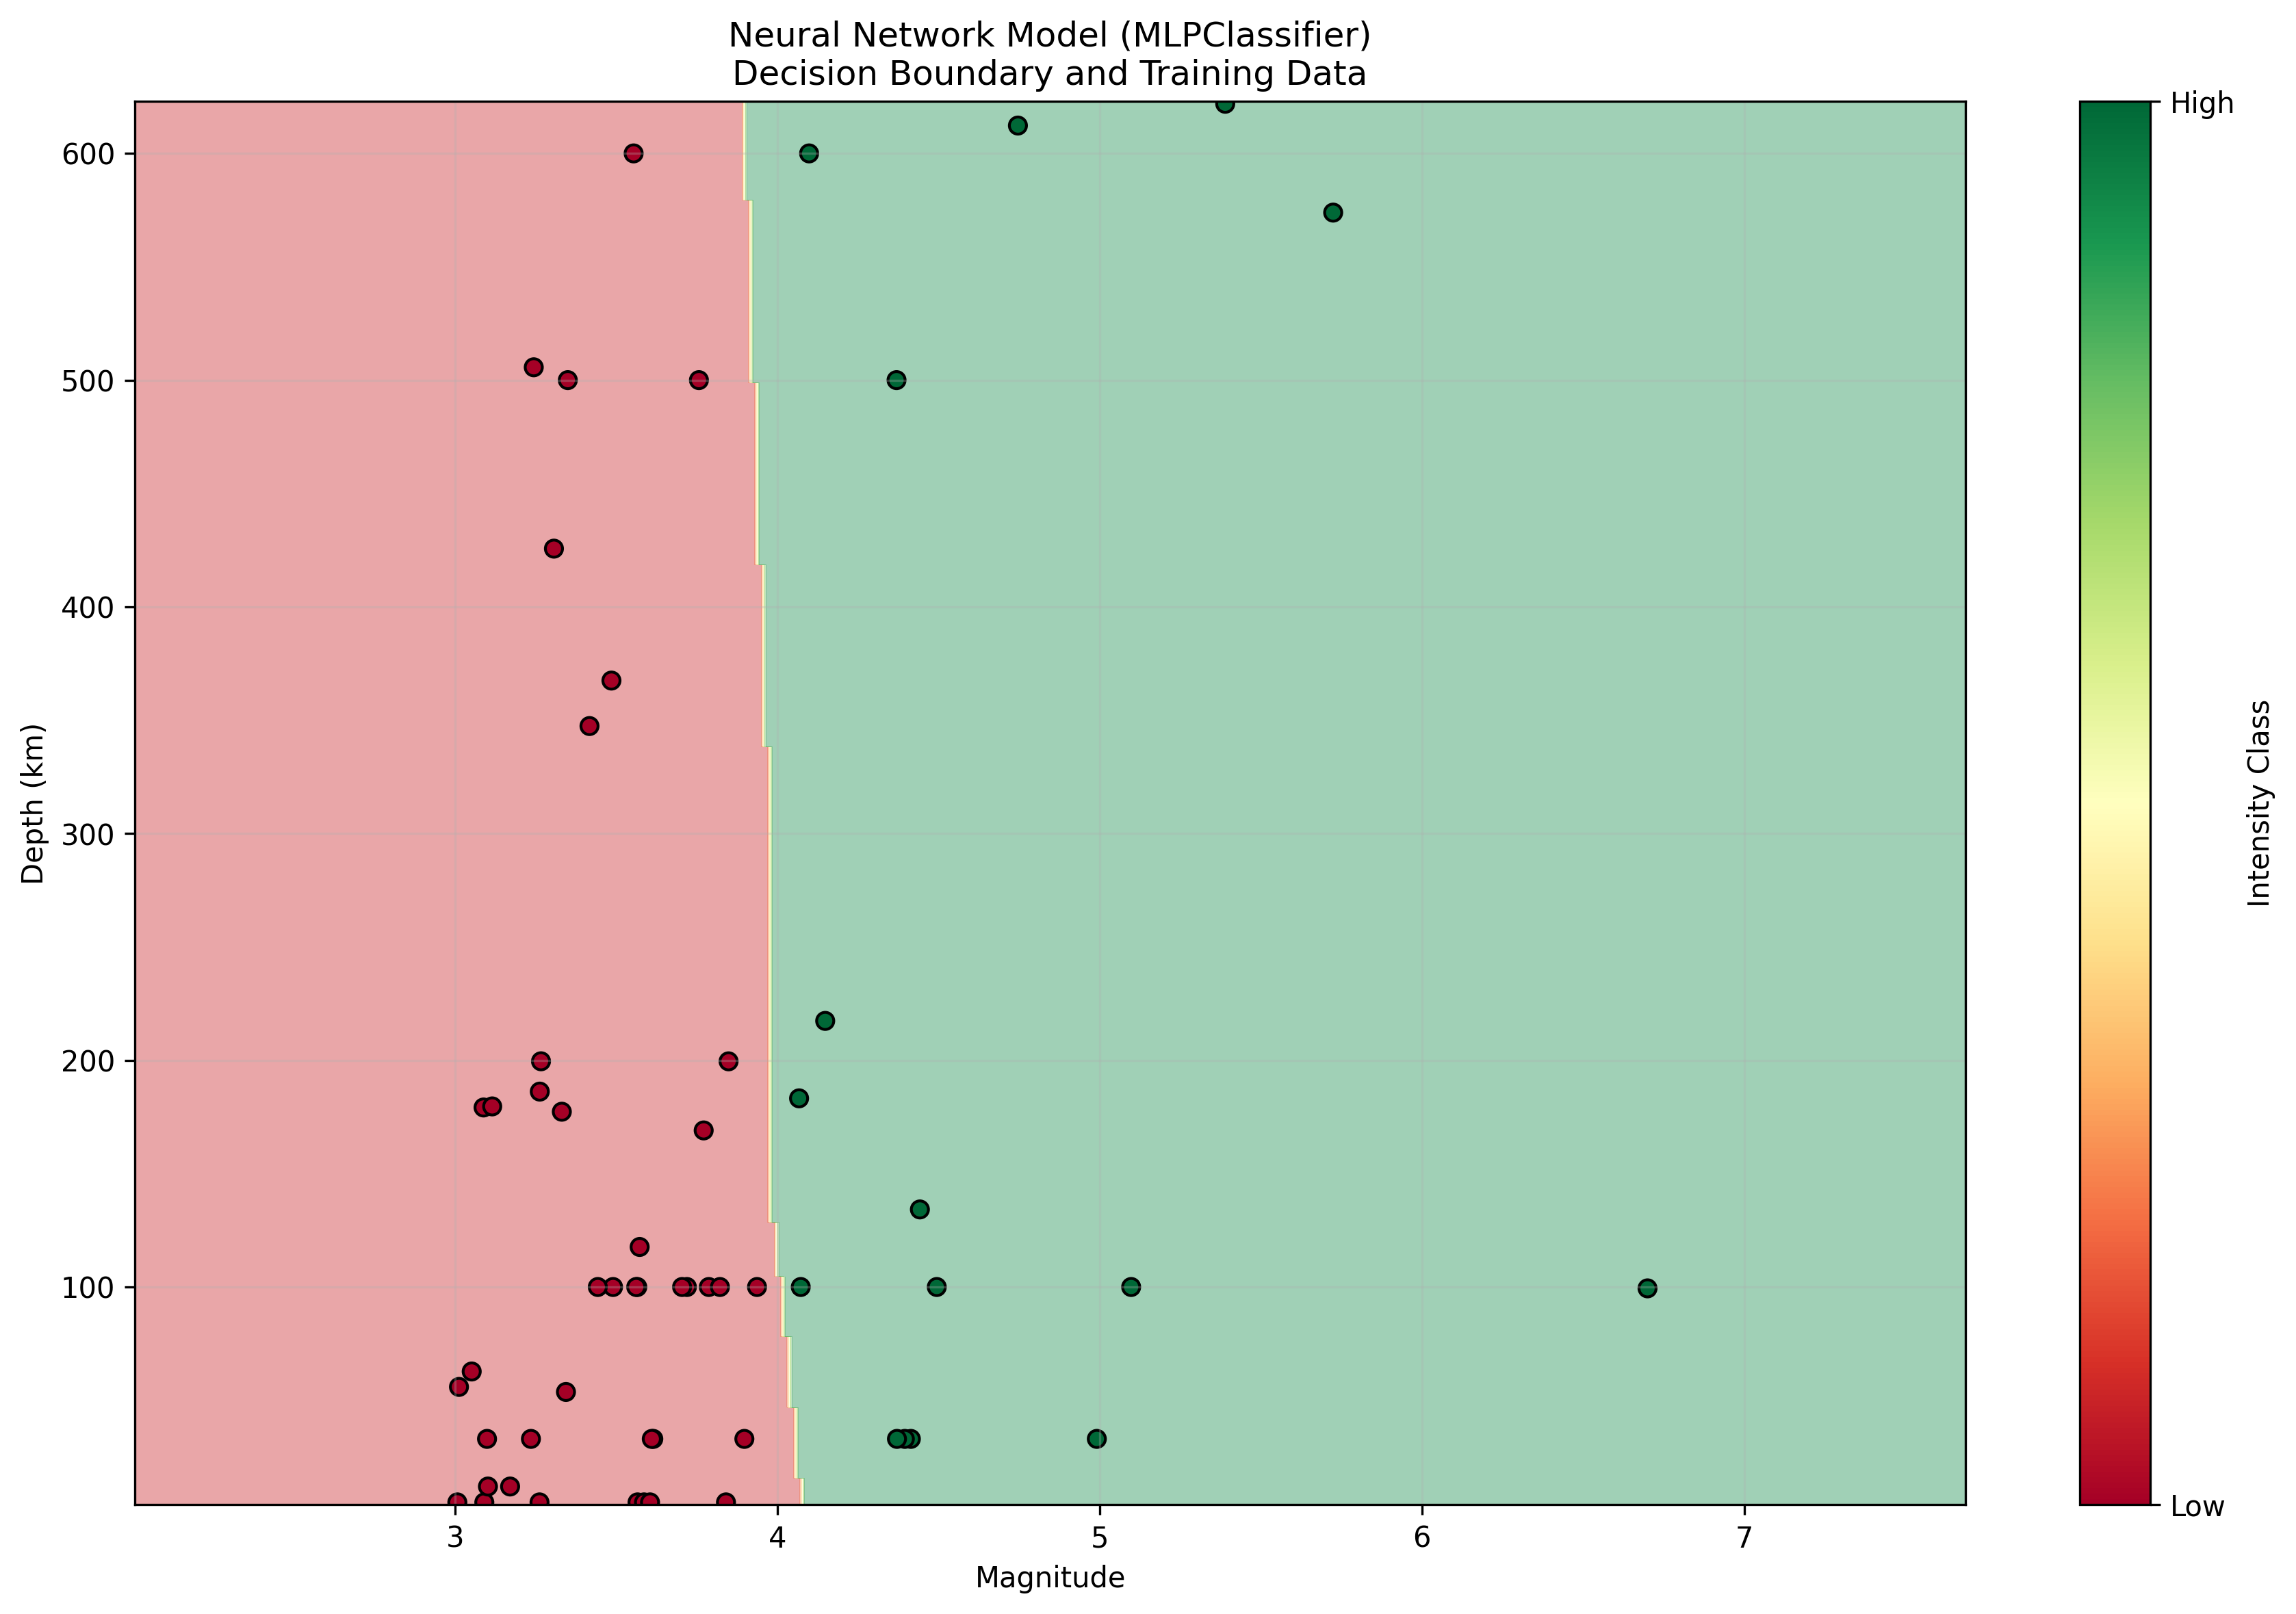 Neural Network Model (MLPClassifier)
Decision Boundary and Training Data
High
600
500
400
300
200
100
Depth (km)
Intensity Class
Low
3 4 5 6 7
Magnitude